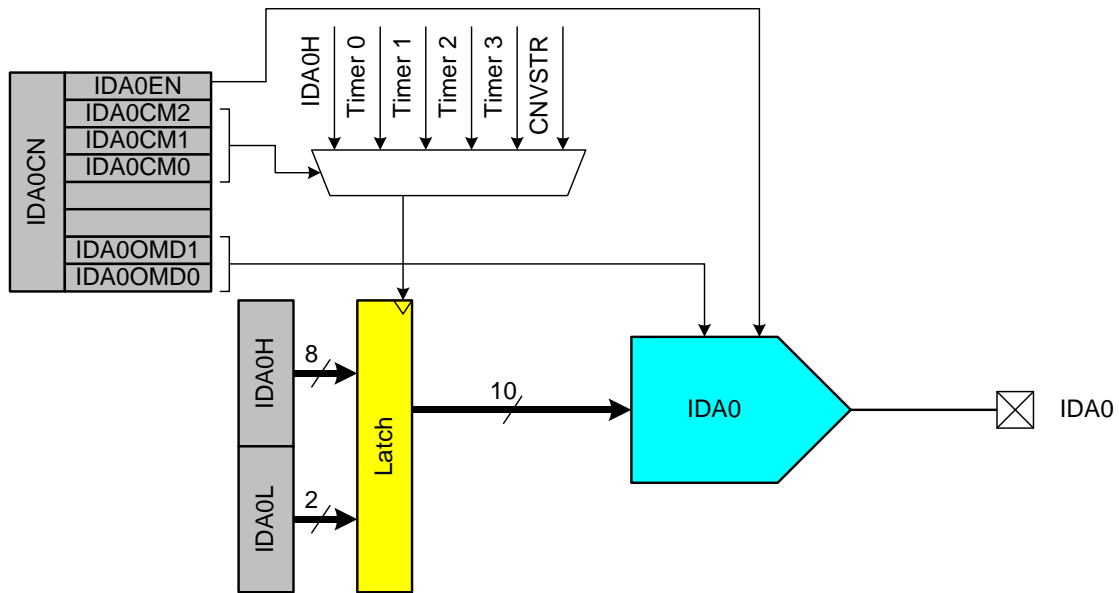 IDA0CN
IDA0EN
IDA0CM2
IDA0CM1
IDA0CM0
IDA0OMD1
IDA0OMD0
IDA0H
Timer 0
Timer 1
Timer 2
Timer 3
CNVSTR
IDA0H
8
IDA0L
2
Latch
10
IDA0
IDA0